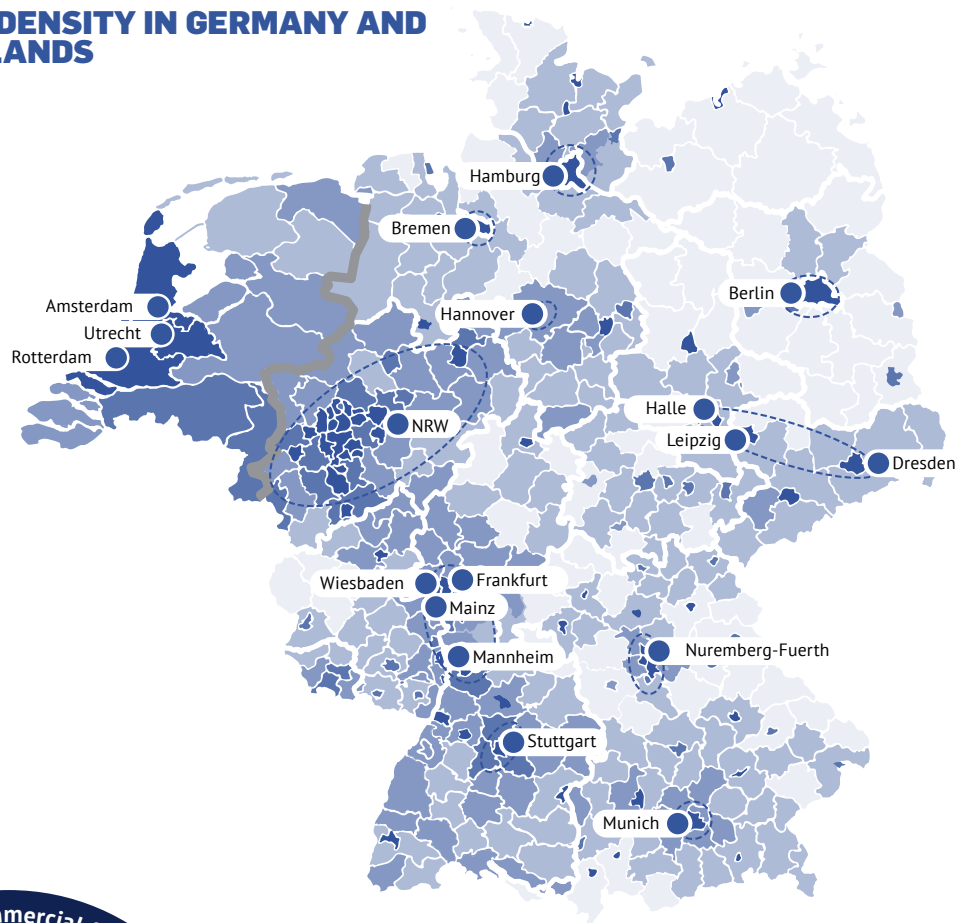 DENSITY IN GERMANY AND
LANDS
Hamburg
Bremen
Amsterdam
Berlin
Hannover
Utrecht
Rotterdam
Halle
NRW
Leipzig
Dresden
Wiesbaden
Frankfurt
Mainz
Mannheim
Nuremberg-Fuerth
Stuttgart
Munich